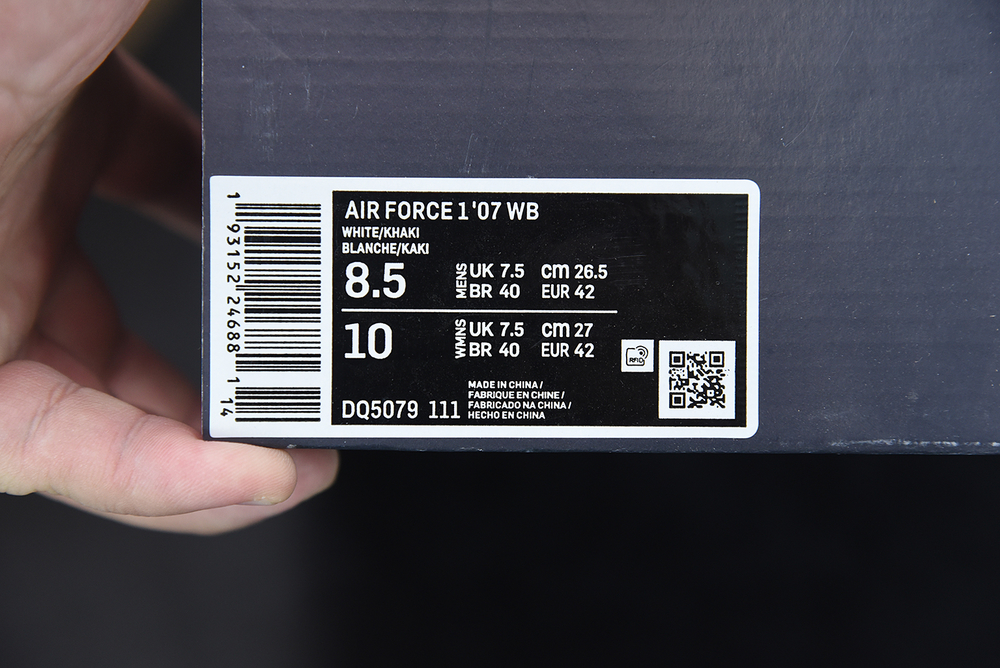 1 93152 24688 1 14
AIR FORCE 1 '07 WB
WHITE/KHAKI
BLANCHE/KAKI
8.5 MENS UK 7.5 cm 26.5
BR 40 EUR 42
10 WMNS UK 7.5 cm 27
BR 40 EUR 42
RFID
MADE IN CHINA /
FABRIQUE EN CHINE /
FABRICADO NA CHINA /
HECHO EN CHINA
DQ5079 111